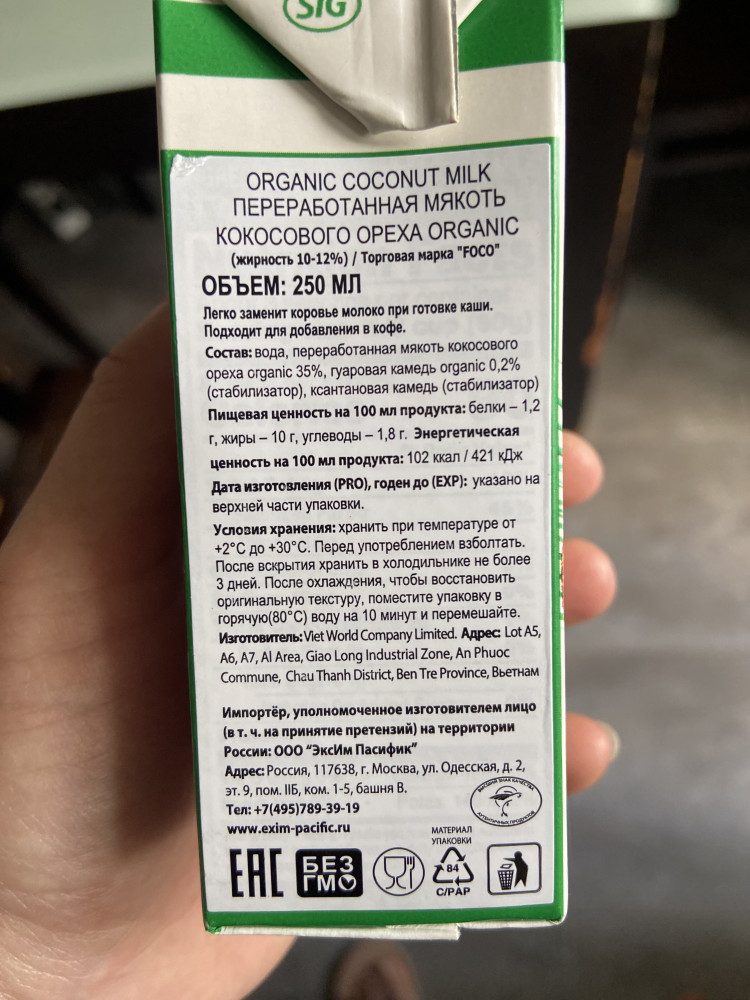 SIG
ORGANIC COCONUT MILK
ПЕРЕРАБОТАННАЯ МЯКОТЬ
КОКОСОВОГО ОРЕХА ORGANIC
(жирность 10-12%) / Торговая марка "FOCO"
ОБЪЕМ: 250 МЛ
Легко заменит коровье молоко при готовке каши.
Подходит для добавления в кофе.
Состав: вода, переработанная мякоть кокосового
ореха organic 35%, гуаровая камедь organic 0,2%
(стабилизатор), ксантановая камедь (стабилизатор)
Пищевая ценность на 100 мл продукта: белки – 1,2
г, жиры – 10 г, углеводы – 1,8 г. Энергетическая
ценность на 100 мл продукта: 102 ккал / 421 кДж
Дата изготовления (PRO), годен до (EXP): указано на
верхней части упаковки.
Условия хранения: хранить при температуре от
+2°С до +30°С. Перед употреблением взболтать.
После вскрытия хранить в холодильнике не более
3 дней. После охлаждения, чтобы восстановить
оригинальную текстуру, поместите упаковку в
горячую(80°С) воду на 10 минут и перемешайте.
Изготовитель: Viet World Company Limited. Адрес: Lot A5,
A6, A7, AI Area, Giao Long Industrial Zone, An Phuoc
Commune, Chau Thanh District, Ben Tre Province, Вьетнам
Импортёр, уполномоченное изготовителем лицо
(в т. ч. на принятие претензий) на территории
России: ООО "ЭксИм Пасифик"
Адрес: Россия, 117638, г. Москва, ул. Одесская, д. 2,
эт. 9, пом. IIБ, ком. 1-5, башня В.
Тел: +7(495)789-39-19
www.exim-pacific.ru
ВЫСШИЙ ЗНАК КАЧЕСТВА
АУТЕНТИЧНЫХ ПРОДУКТОВ
МАТЕРИАЛ
УПАКОВКИ
ЕАС
БЕЗ
ГМО
84
C/PAP